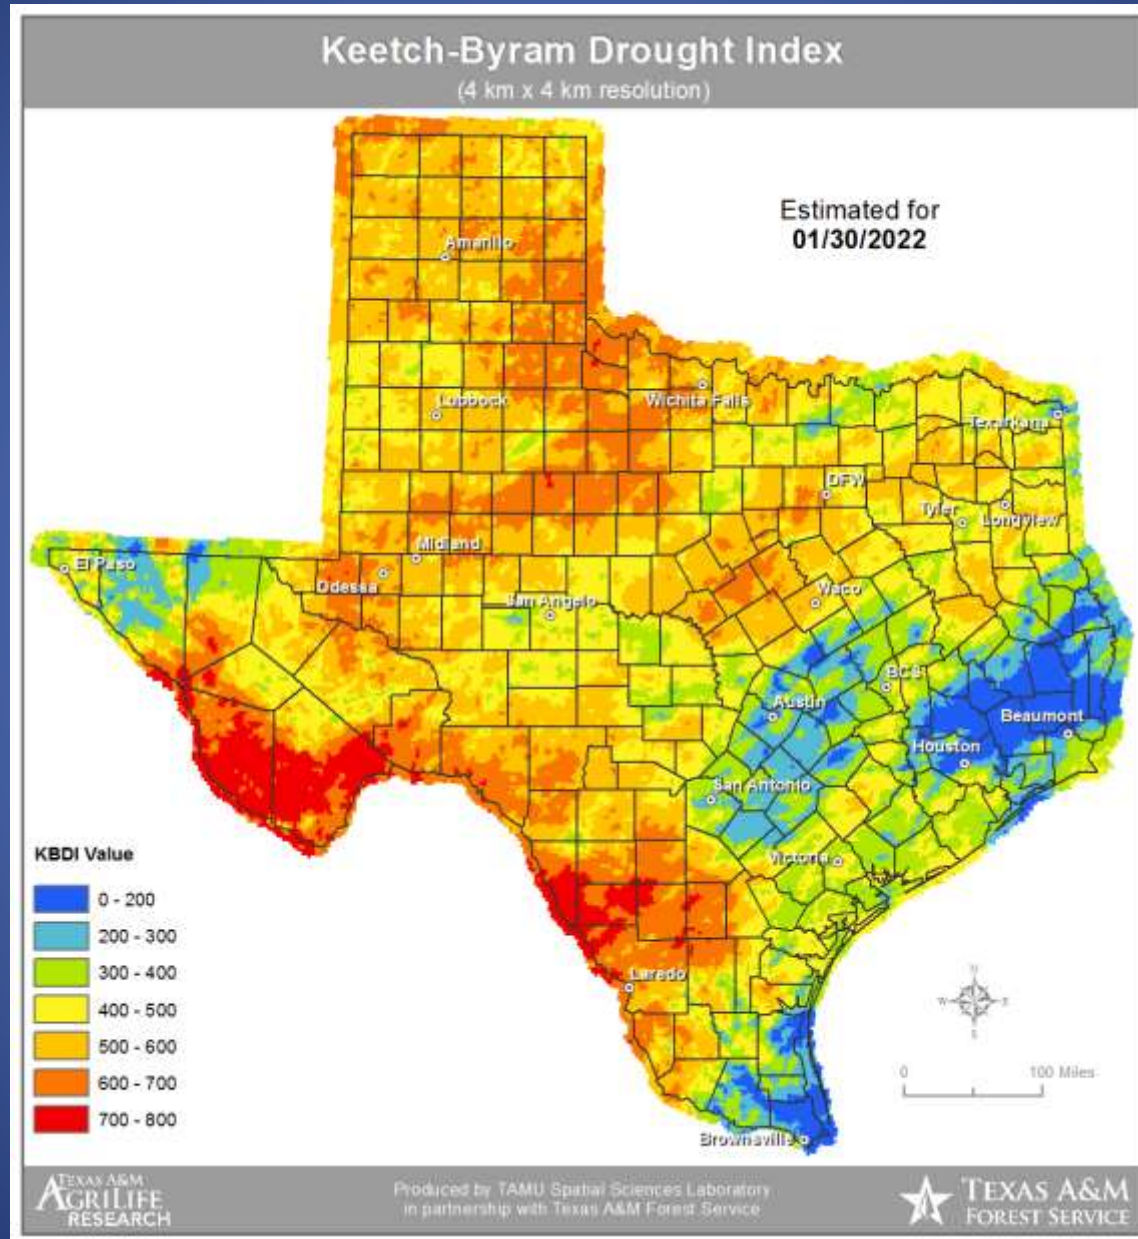 Keetch-Byram Drought Index
(4 km x 4 km resolution)
Estimated for
01/30/2022
Amarillo
Lubbock
Wichita Falls
Texarkana
DFW
Tyler
Longview
El Paso
Midland
Odessa
San Angelo
Waco
BCS
Austin
Beaumont
Houston
San Antonio
Victoria
Laredo
Brownsville
KBDI Value
0 - 200
200 - 300
300 - 400
400 - 500
500 - 600
600 - 700
700 - 800
N
W
E
S
0 100 Miles
TEXAS A&M
AGRILIFE
RESEARCH
Produced by TAMU Spatial Sciences Laboratory
in partnership with Texas A&M Forest Service
TEXAS A&M
FOREST SERVICE